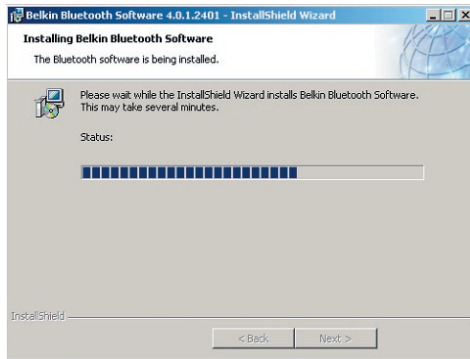 Belkin Bluetooth Software 4.0.1.2401 - InstallShield Wizard
Installing Belkin Bluetooth Software
The Bluetooth software is being installed.
Please wait while the InstallShield Wizard installs Belkin Bluetooth Software.
This may take several minutes.
Status:
InstallShield
< Back
Next >